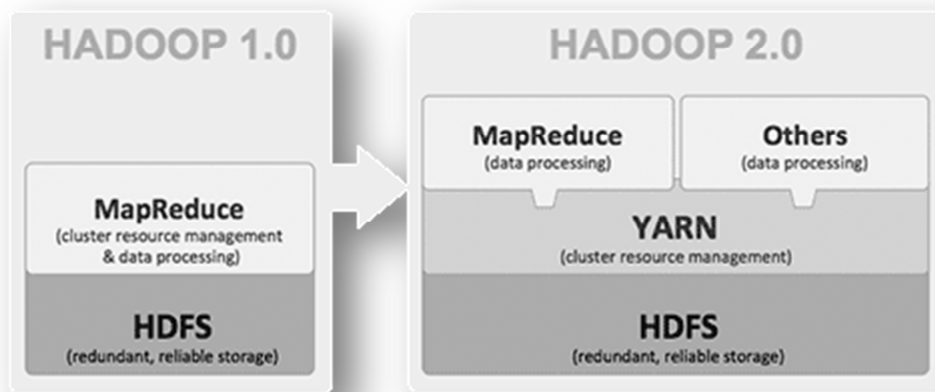 HADOOP 1.0
MapReduce
(cluster resource management
& data processing)
HDFS
(redundant, reliable storage)
HADOOP 2.0
MapReduce
(data processing)
Others
(data processing)
YARN
(cluster resource management)
HDFS
(redundant, reliable storage)